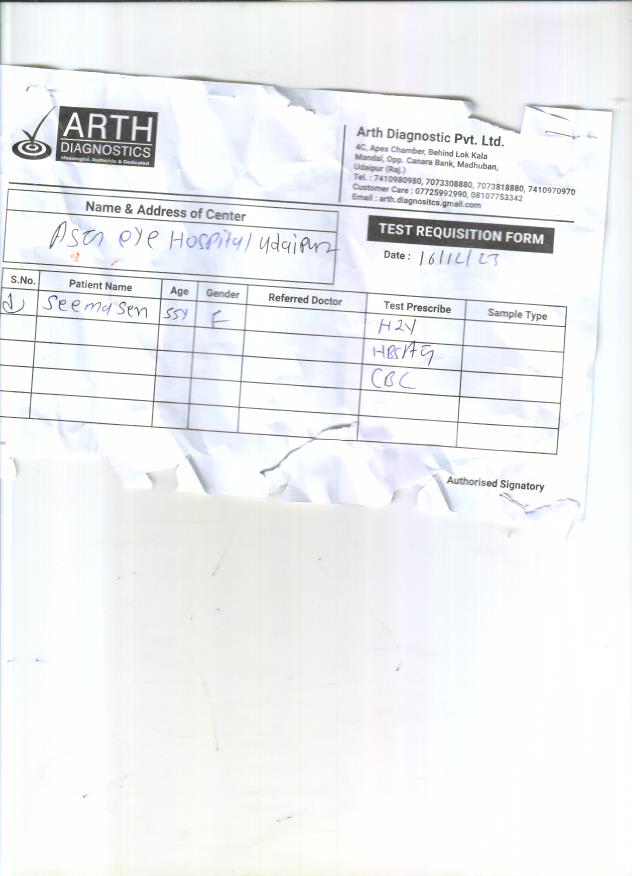 ARTH
DIAGNOSTICS
Meaningful, Authentic & Dedicated
Arth Diagnostic Pvt. Ltd.
4C, Apex Chamber, Behind Lok Kala
Mandal, Opp. Canara Bank, Madhuban,
Udaipur (Raj.)
Tel. : 7410980980, 7073308880, 7073818880, 7410970970
Customer Care : 07725992990, 08107753342
Email : arth.diagnositcs.gmail.com
Name & Address of Center
eye Hospital Udaipur
TEST REQUISITION FORM
Date : 16/12/23
S.No. Patient Name Age Gender Referred Doctor Test Prescribe Sample Type
1) Seema Sen 55Y F H2V
HBSAG
CBC
Authorised Signatory